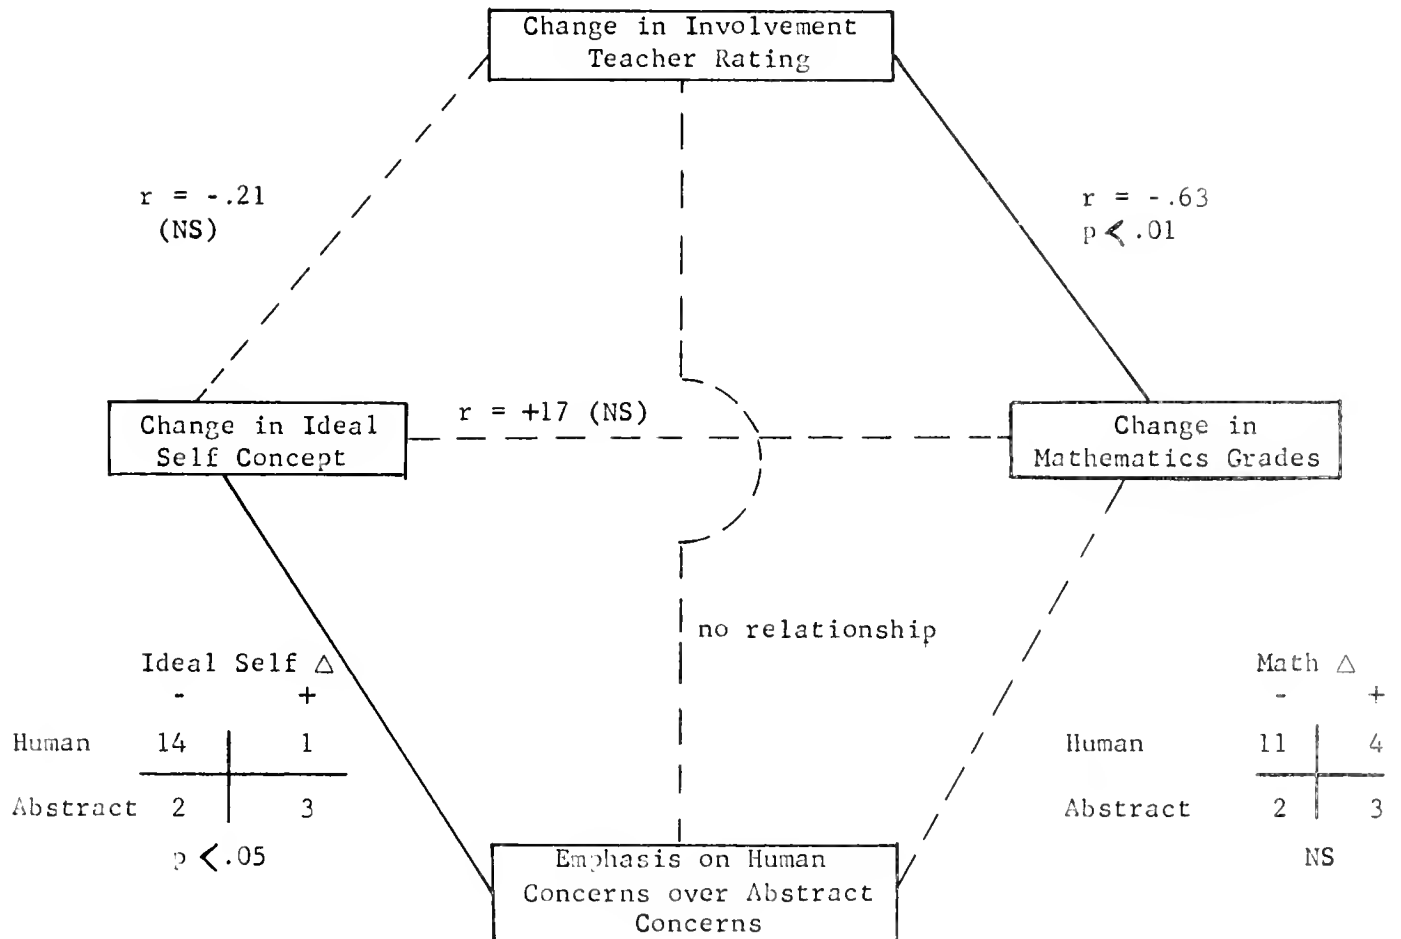 Change in Involvement
Teacher Rating
r = -.21
(NS)
r = -.63
p < .01
Change in Ideal
Self Concept
r = +17 (NS)
Change in
Mathematics Grades
no relationship
Ideal Self △
- +
Human 14 1
Abstract 2 3
p < .05
Math △
- +
Human 11 4
Abstract 2 3
NS
Emphasis on Human
Concerns over Abstract
Concerns